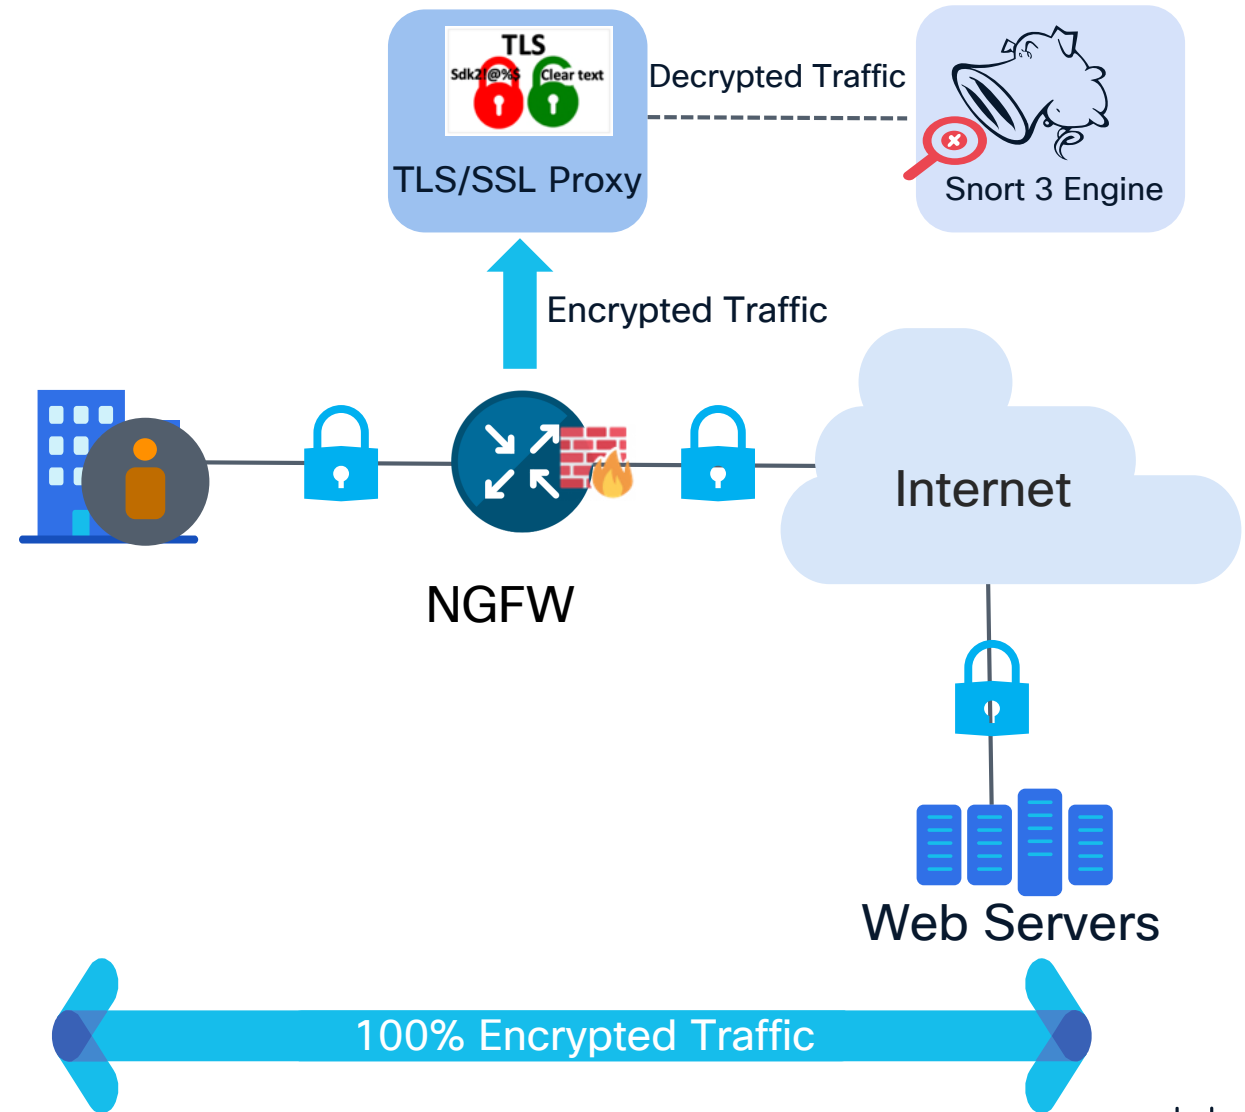 TLS
Sdk2!@%$ Clear text
TLS/SSL Proxy
Decrypted Traffic
Snort 3 Engine
Encrypted Traffic
Internet
NGFW
Web Servers
100% Encrypted Traffic